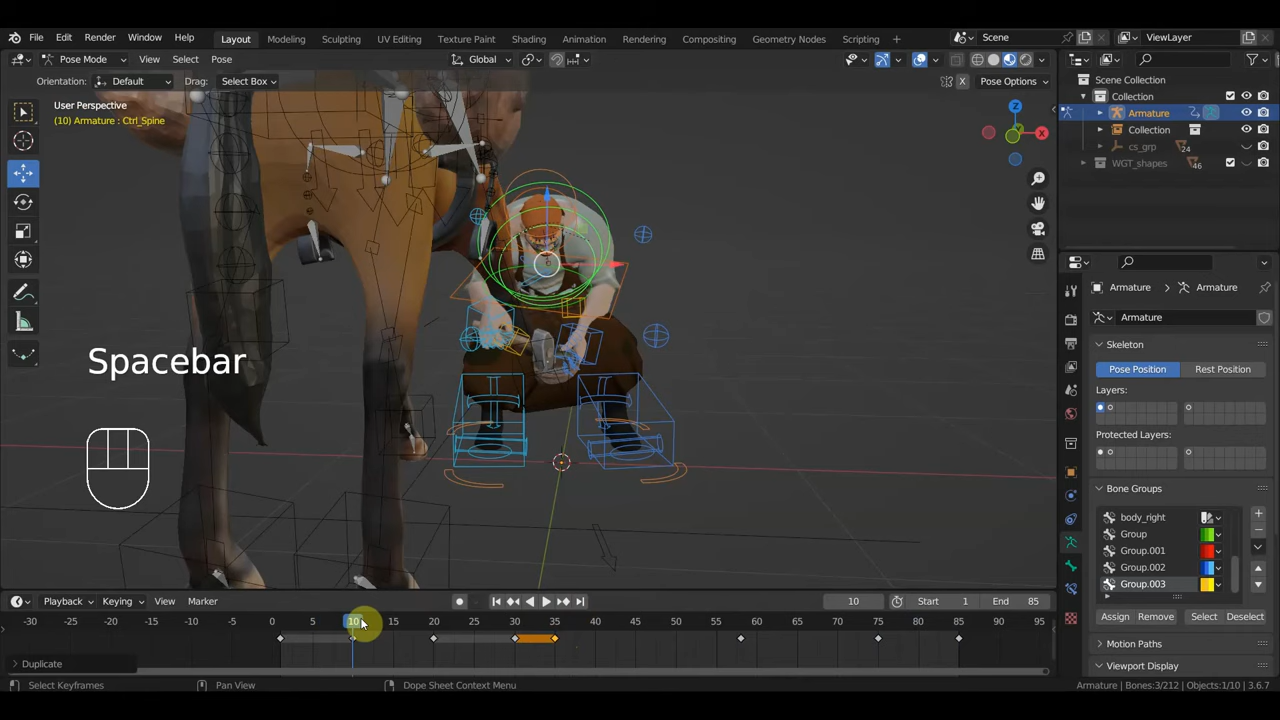 File Edit Render Window Help Layout Modeling Sculpting UV Editing Texture Paint Shading Animation Rendering Compositing Geometry Nodes Scripting + Scene ViewLayer
Pose Mode View Select Pose Global Pose Options
Orientation: Default Drag: Select Box X Pose Options
User Perspective
(10) Armature : Ctrl_Spine
Z
X
Y
Spacebar
Scene Collection
Collection
Armature
Collection
cs_grp 24
WGT_shapes 46
Armature Armature
Armature
Skeleton
Pose Position Rest Position
Layers:
Protected Layers:
Bone Groups
body_right
Group
Group.001
Group.002
Group.003
Assign Remove Select Deselect
Motion Paths
Viewport Display
Playback Keying View Marker 10 Start 1 End 85
-30 -25 -20 -15 -10 -5 0 5 10 15 20 25 30 35 40 45 50 55 60 65 70 75 80 85 90 95
Duplicate
Select Keyframes Pan View Dope Sheet Context Menu Armature | Bones:3/212 | Objects:1/10 | 3.6.7